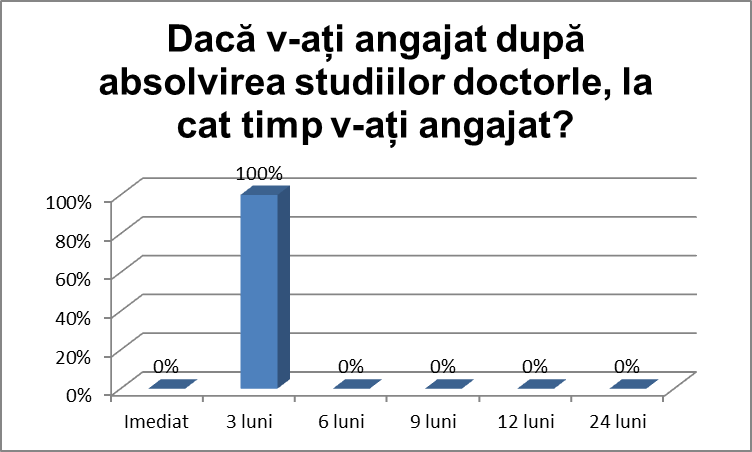 Dacă v-ați angajat după
absolvirea studiilor doctorle, la
cat timp v-ați angajat?
100%
100%
80%
60%
40%
20%
0%
0% 0% 0% 0% 0%
Imediat 3 luni 6 luni 9 luni 12 luni 24 luni